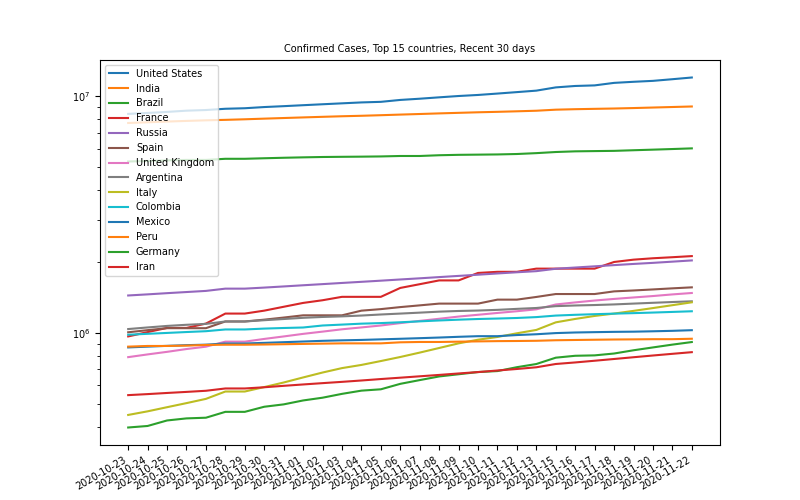 Confirmed Cases, Top 15 countries, Recent 30 days
10^7
10^6
United States
India
Brazil
France
Russia
Spain
United Kingdom
Argentina
Italy
Colombia
Mexico
Peru
Germany
Iran
2020-10-23
2020-10-24
2020-10-25
2020-10-26
2020-10-27
2020-10-28
2020-10-29
2020-10-30
2020-10-31
2020-11-01
2020-11-02
2020-11-03
2020-11-04
2020-11-05
2020-11-06
2020-11-07
2020-11-08
2020-11-09
2020-11-10
2020-11-11
2020-11-12
2020-11-13
2020-11-15
2020-11-16
2020-11-17
2020-11-18
2020-11-19
2020-11-20
2020-11-21
2020-11-22